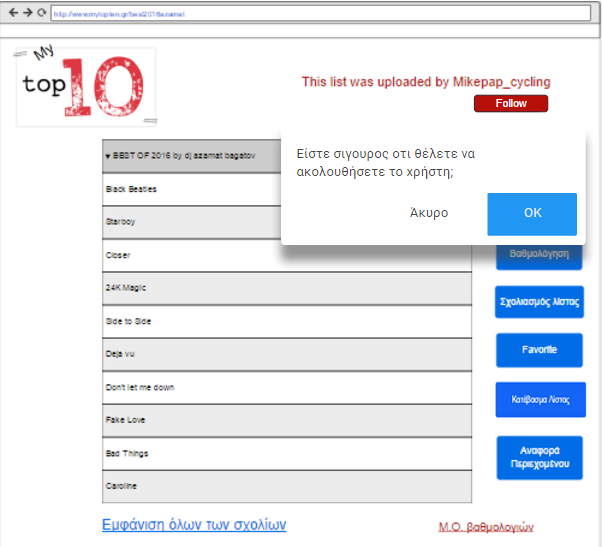 http://www.mytopten.gr/best2016azamat
My
top10
This list was uploaded by Mikepap_cycling
Follow
Είστε σιγουρος οτι θέλετε να
ακολουθήσετε το χρήστη;
Άκυρο
OK
▾ BEST OF 2016 by dj azamat bagatov
Black Beatles
Starboy
Closer
24K Magic
Side to Side
Deja vu
Don't let me down
Fake Love
Bad Things
Caroline
Βαθμολόγηση
Σχολιασμός λίστας
Favorite
Κατέβασμα Λίστας
Αναφορά
Περιεχομένου
Εμφάνιση όλων των σχολίων
Μ.Ο. βαθμολογιών